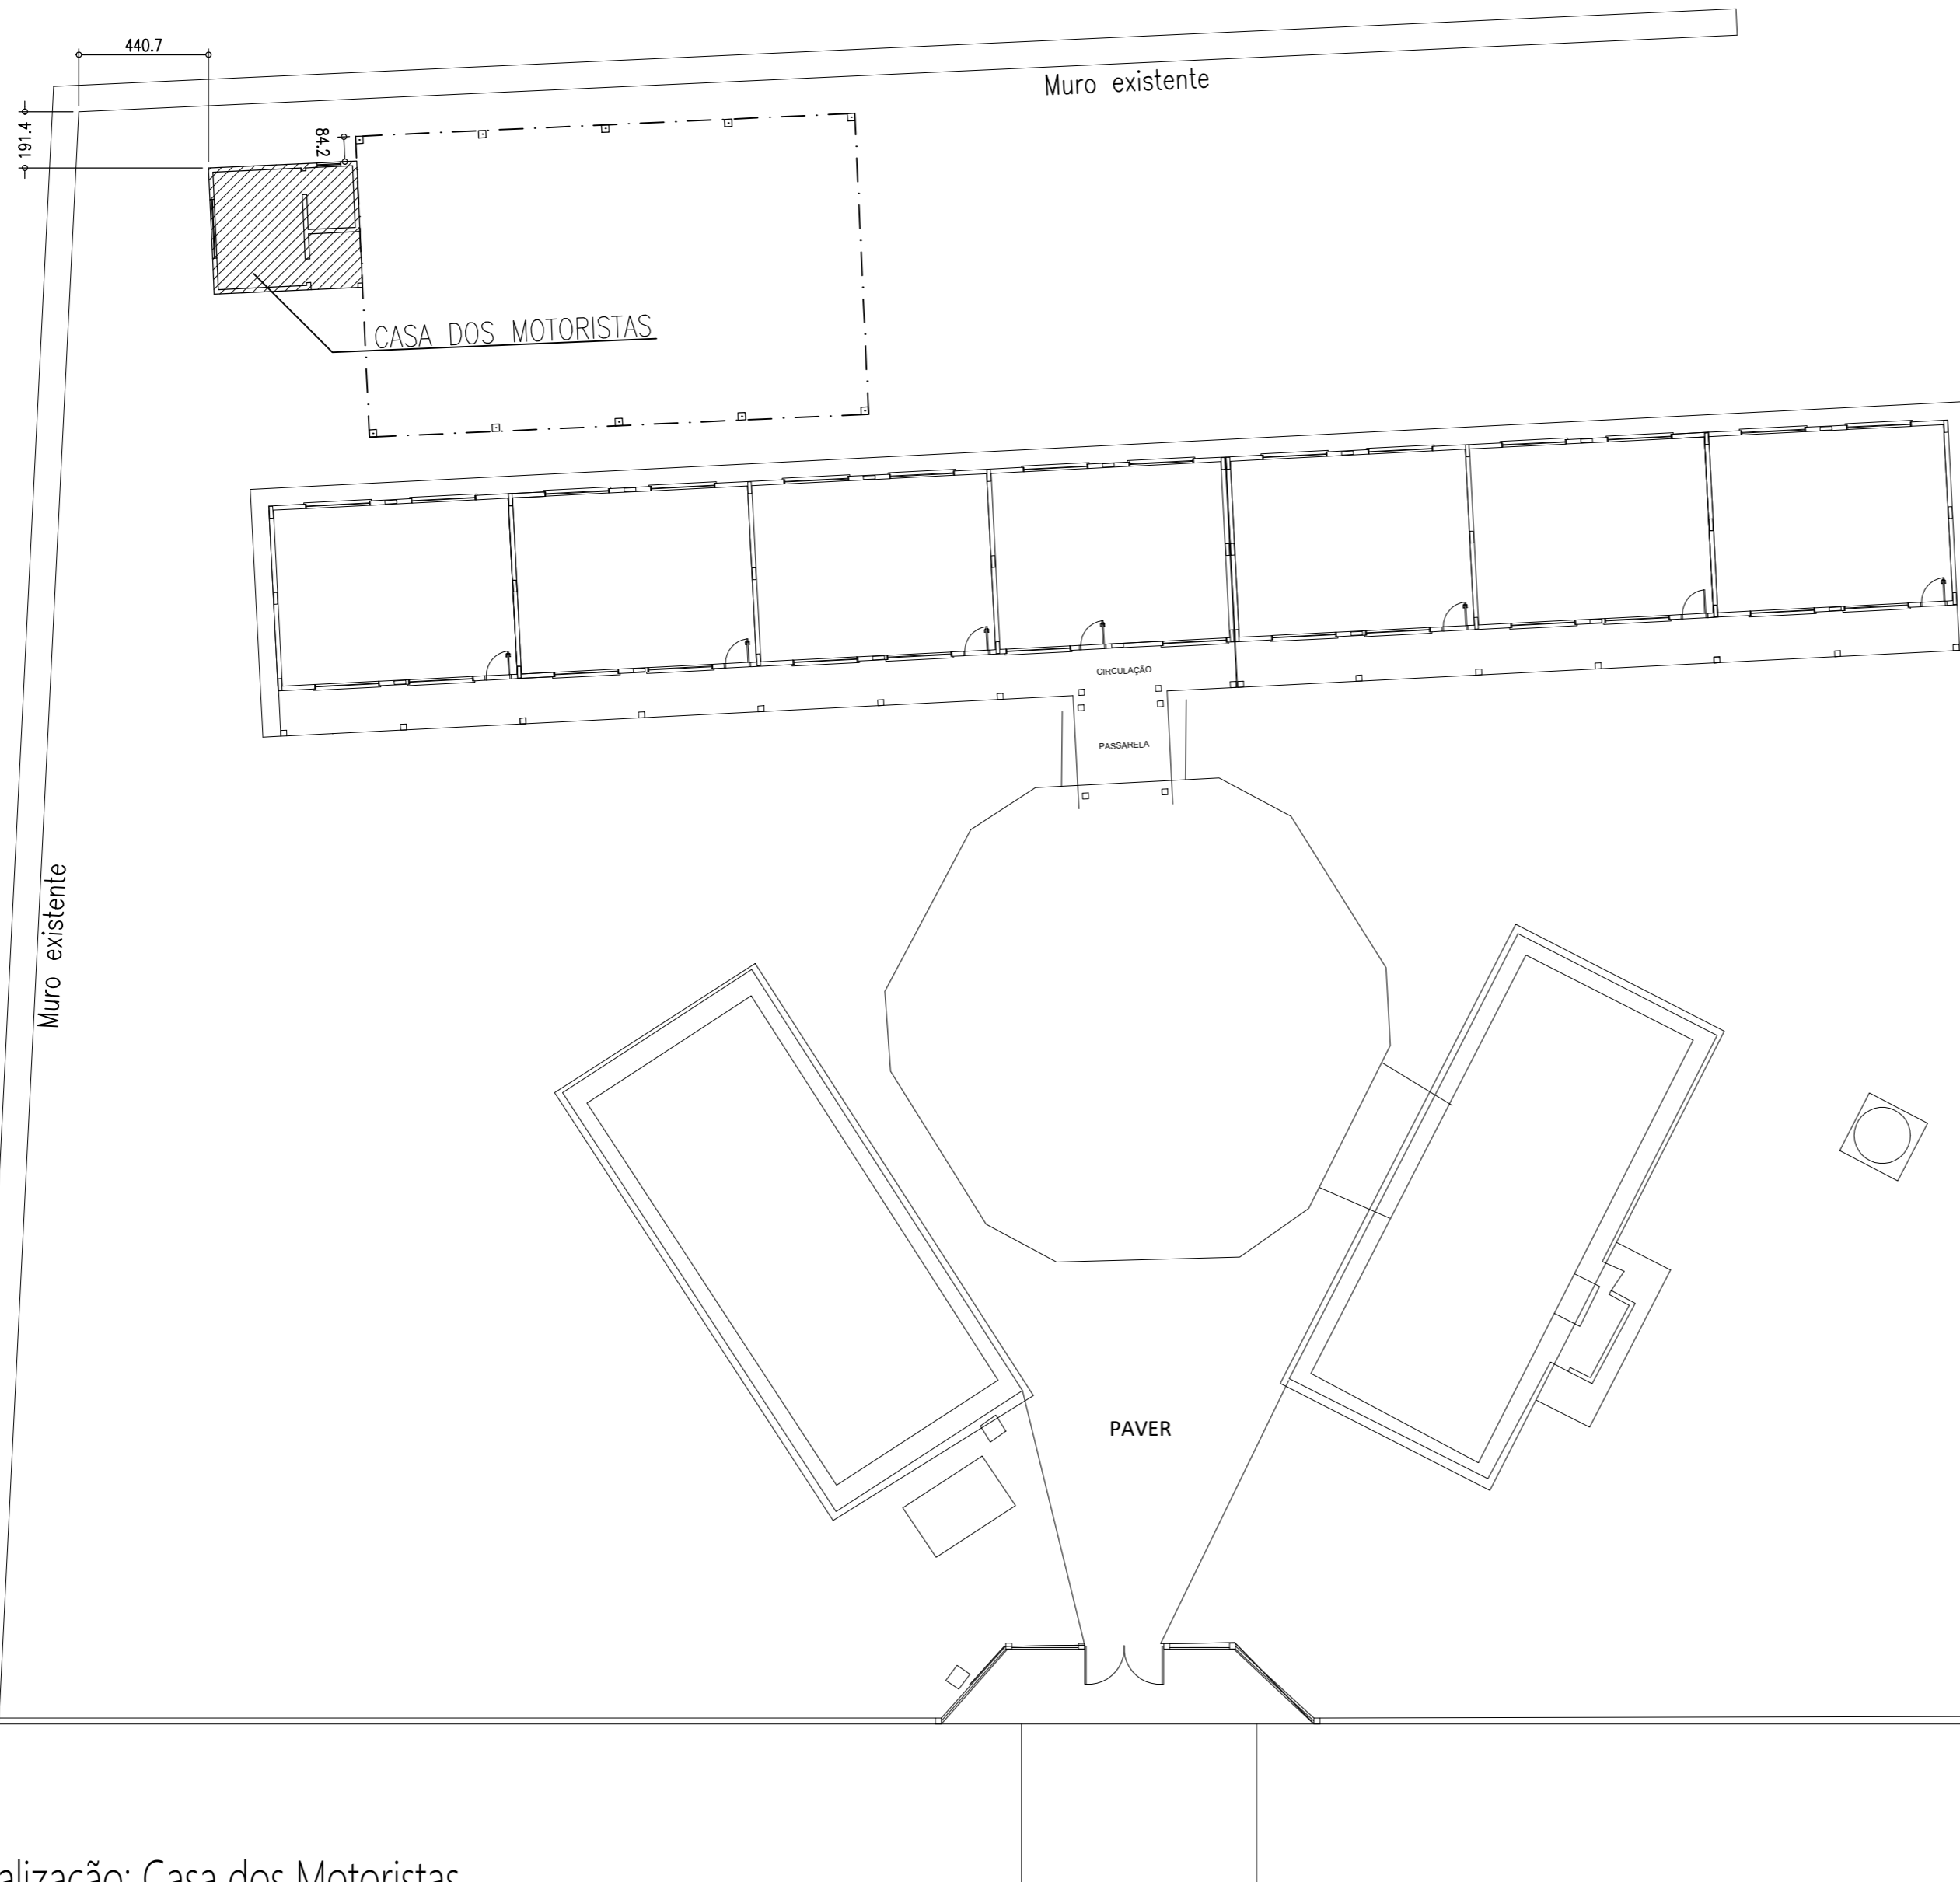 440.7
Muro existente
191.4
84.2
CASA DOS MOTORISTAS
CIRCULAÇÃO
PASSARELA
Muro existente
PAVER
alização: Casa dos Motoristas